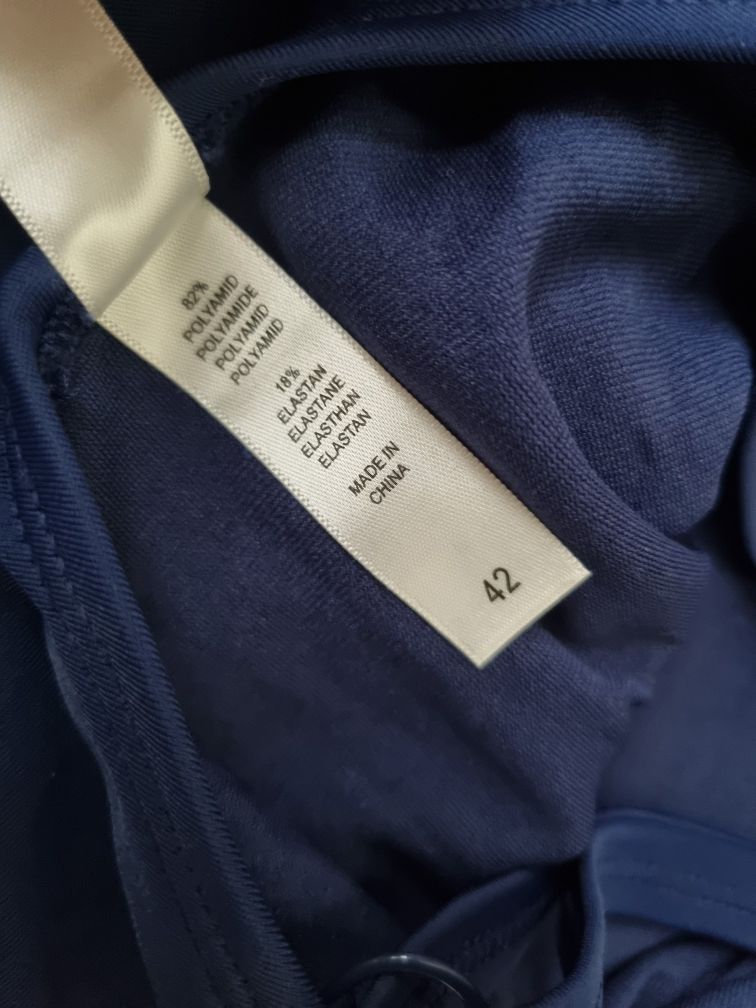 82%
POLYAMID
POLYAMIDE
POLYAMID
POLYAMID
18%
ELASTAN
ELASTANE
ELASTHAN
ELASTAN
MADE IN
CHINA
42